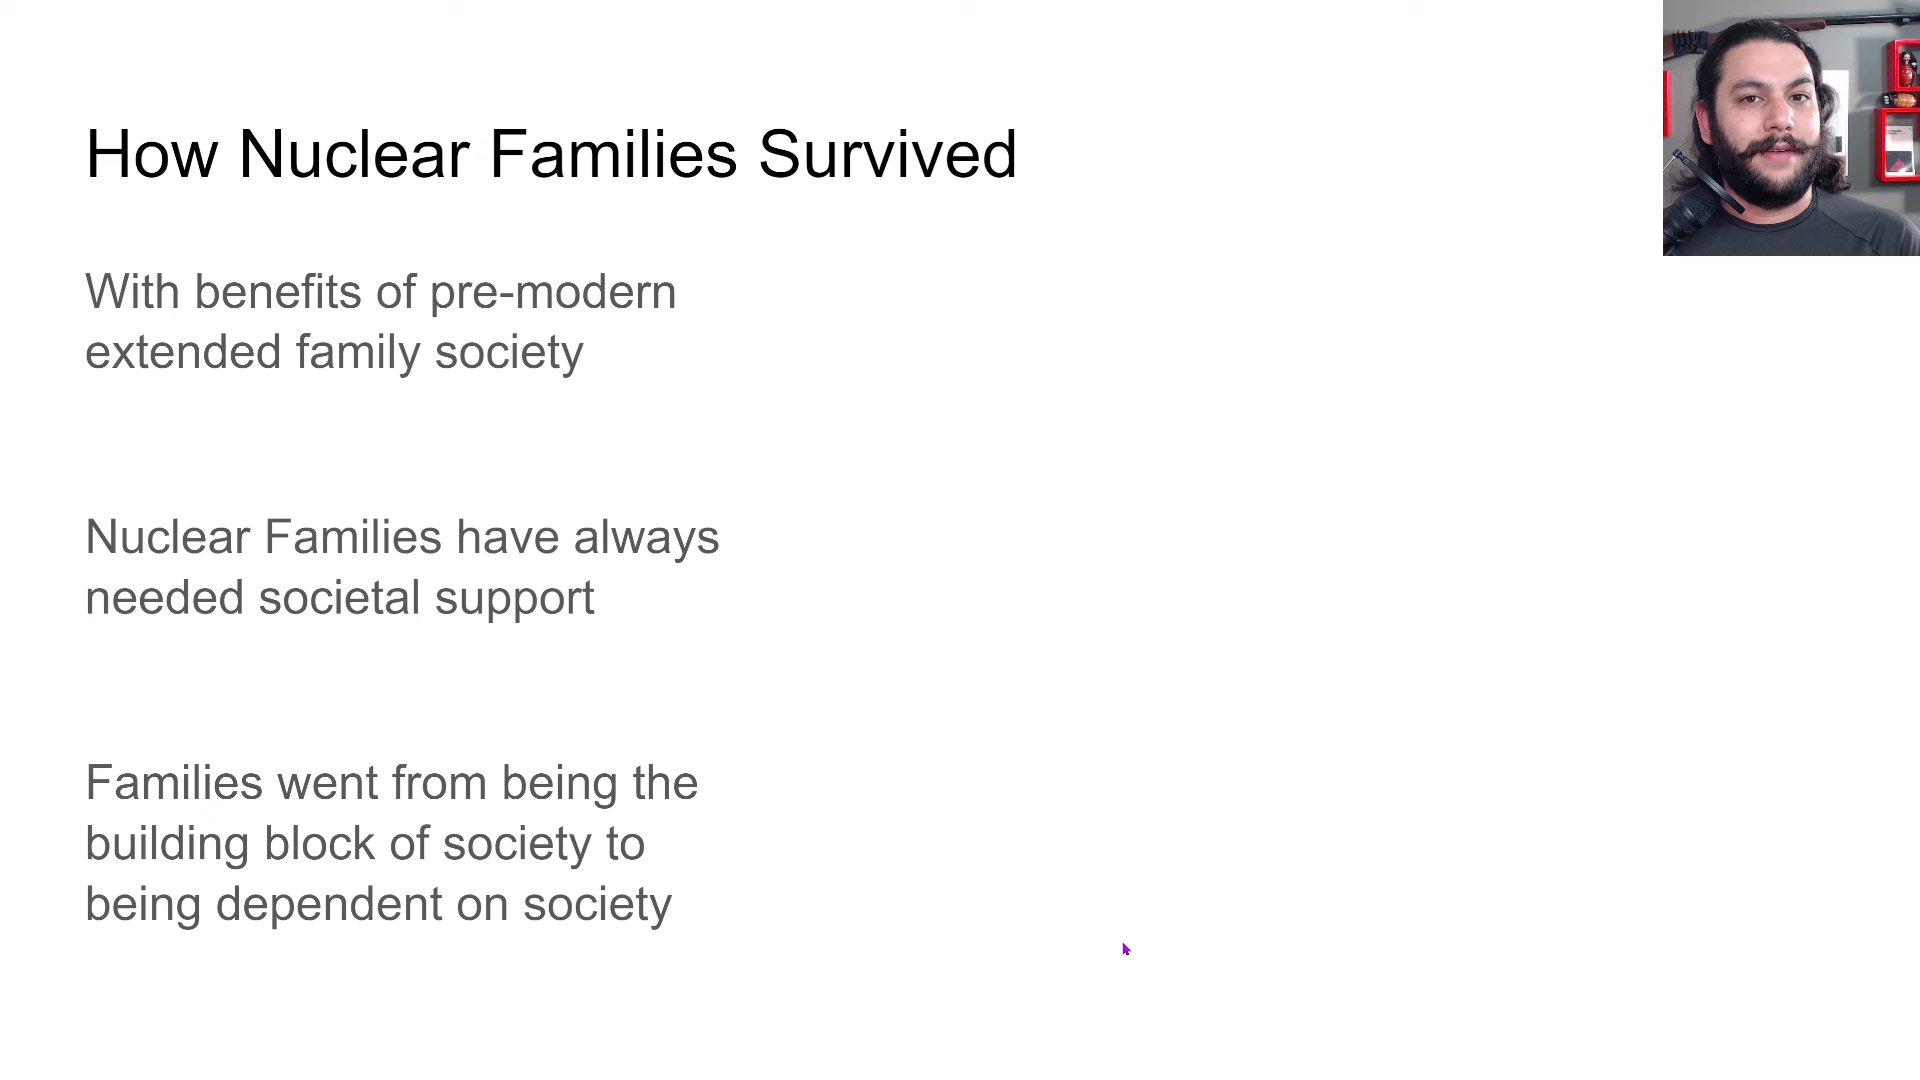 How Nuclear Families Survived
With benefits of pre-modern
extended family society
Nuclear Families have always
needed societal support
Families went from being the
building block of society to
being dependent on society